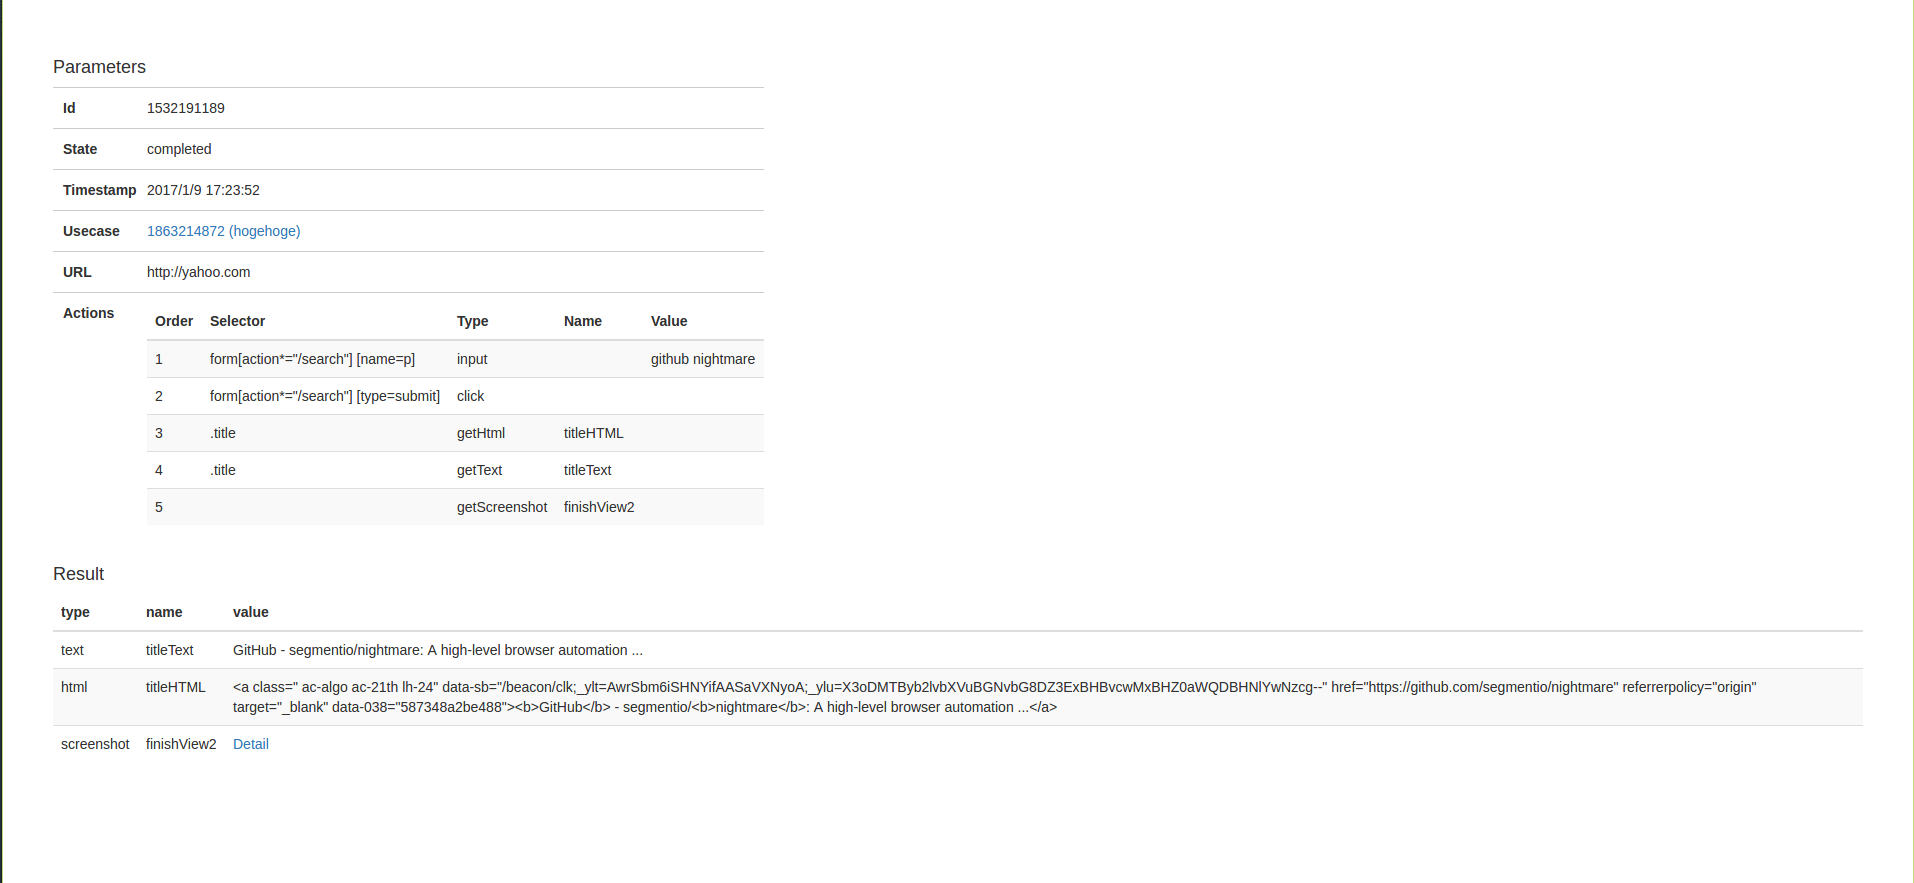 Parameters
Id 1532191189
State completed
Timestamp 2017/1/9 17:23:52
Usecase 1863214872 (hogehoge)
URL http://yahoo.com
Actions
Order Selector Type Name Value
1 form[action*="/search"] [name=p] input github nightmare
2 form[action*="/search"] [type=submit] click
3 .title getHtml titleHTML
4 .title getText titleText
5 getScreenshot finishView2
Result
type name value
text titleText GitHub - segmentio/nightmare: A high-level browser automation ...
html titleHTML <a class=" ac-algo ac-21th lh-24" data-sb="/beacon/clk;_ylt=AwrSbm6iSHNYifAASaVXNyoA;_ylu=X3oDMTByb2lvbXVuBGNvbG8DZ3ExBHBvcwMxBHZ0aWQDBHNlYwNzcg--" href="https://github.com/segmentio/nightmare" referrerpolicy="origin"
target="_blank" data-038="587348a2be488"><b>GitHub</b> - segmentio/<b>nightmare</b>: A high-level browser automation ...</a>
screenshot finishView2 Detail